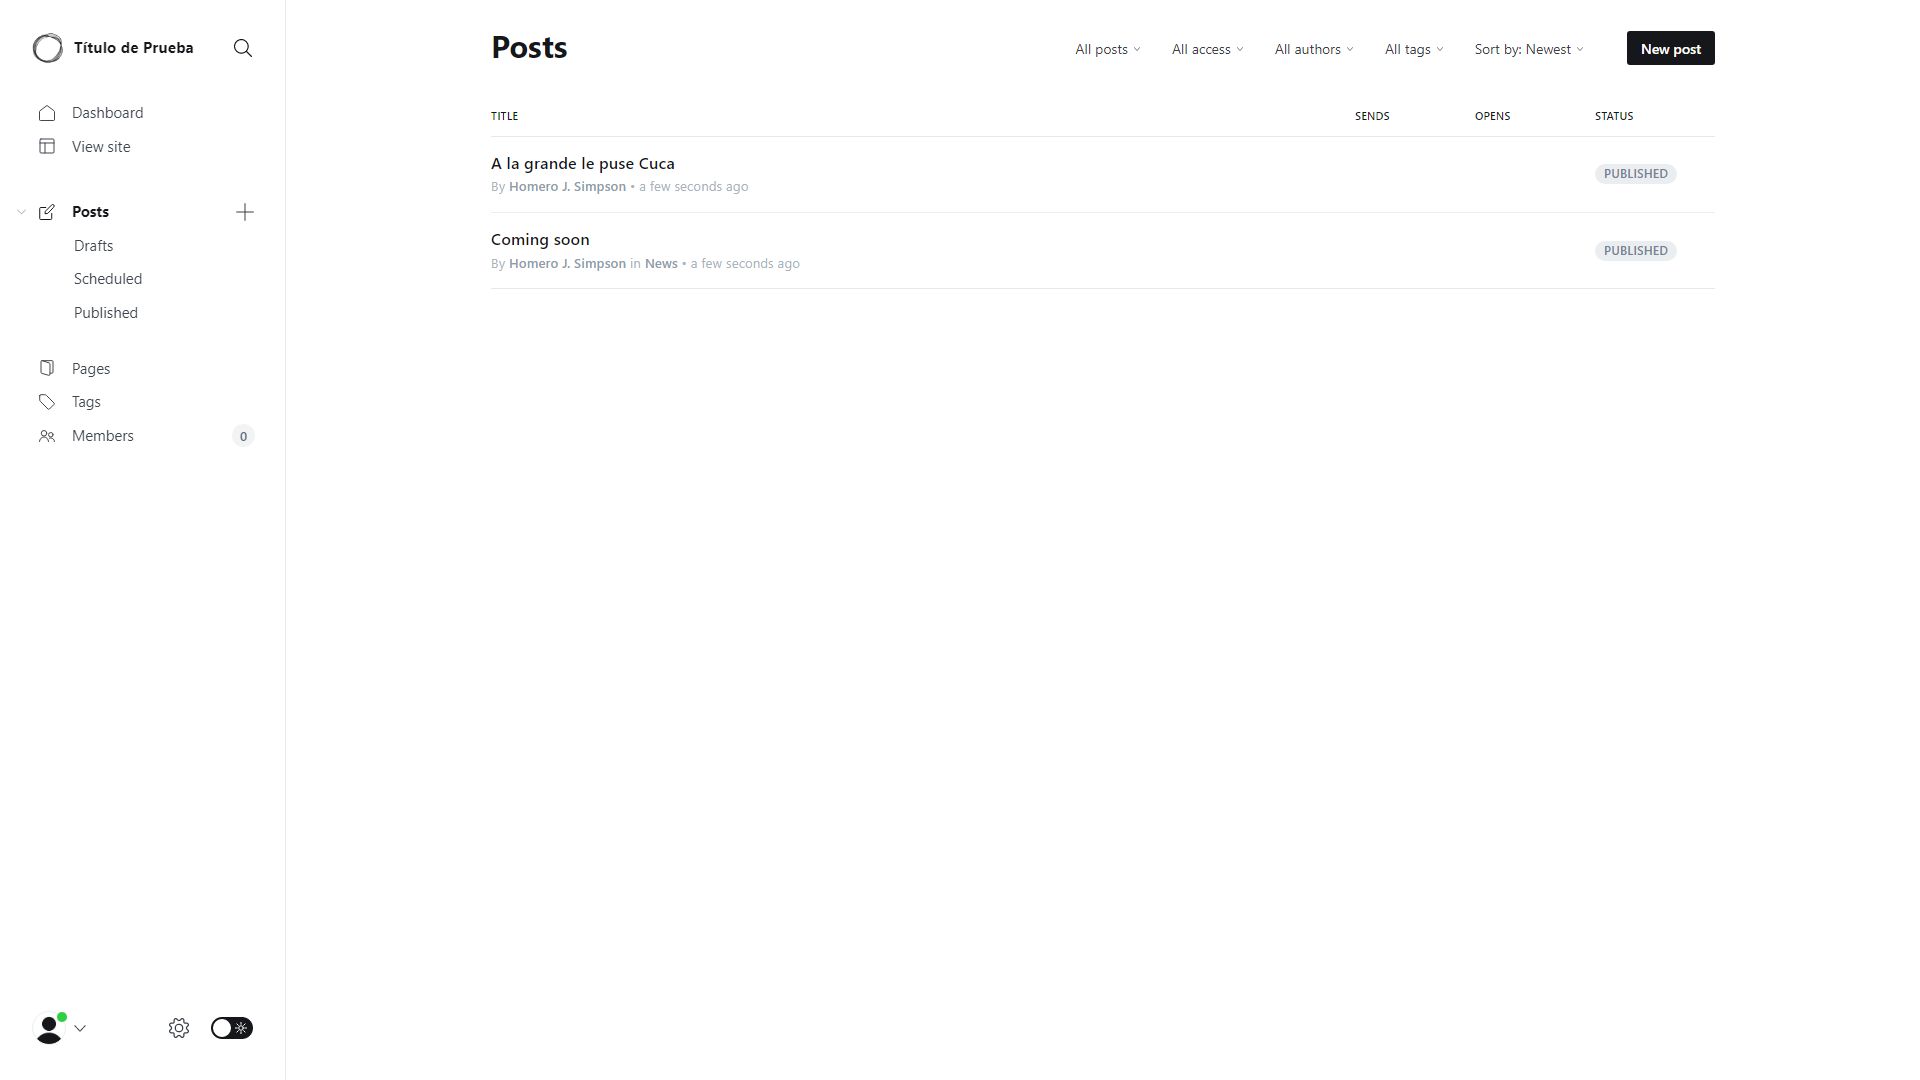 Título de Prueba
Dashboard
View site
Posts
Drafts
Scheduled
Published
Pages
Tags
Members 0
Posts
All posts All access All authors All tags Sort by: Newest New post
TITLE SENDS OPENS STATUS
A la grande le puse Cuca
By Homero J. Simpson • a few seconds ago
PUBLISHED
Coming soon
By Homero J. Simpson in News • a few seconds ago
PUBLISHED